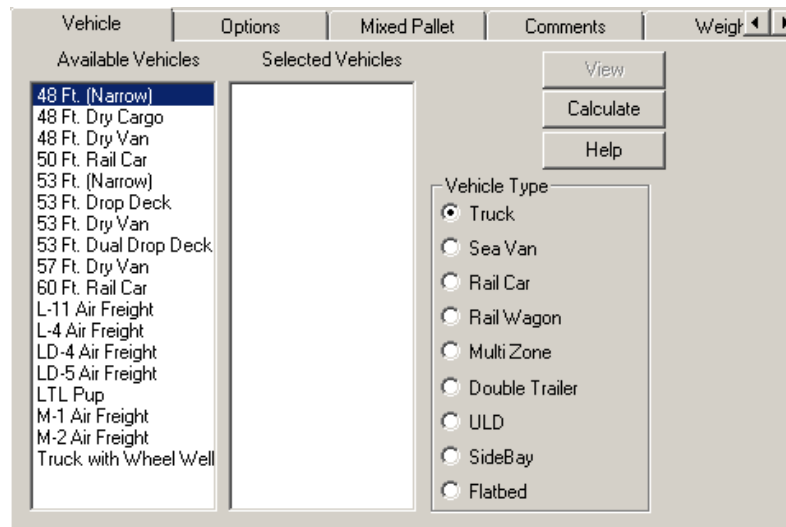 Vehicle Options Mixed Pallet Comments
Available Vehicles
48 Ft. (Narrow)
48 Ft. Dry Cargo
48 Ft. Dry Van
50 Ft. Rail Car
53 Ft. (Narrow)
53 Ft. Drop Deck
53 Ft. Dry Van
53 Ft. Dual Drop Deck
57 Ft. Dry Van
60 Ft. Rail Car
L-11 Air Freight
L-4 Air Freight
LD-4 Air Freight
LD-5 Air Freight
LTL Pup
M-1 Air Freight
M-2 Air Freight
Truck with Wheel Well
Selected Vehicles
View
Calculate
Help
Vehicle Type
Truck
Sea Van
Rail Car
Rail Wagon
Multi Zone
Double Trailer
ULD
SideBay
Flatbed